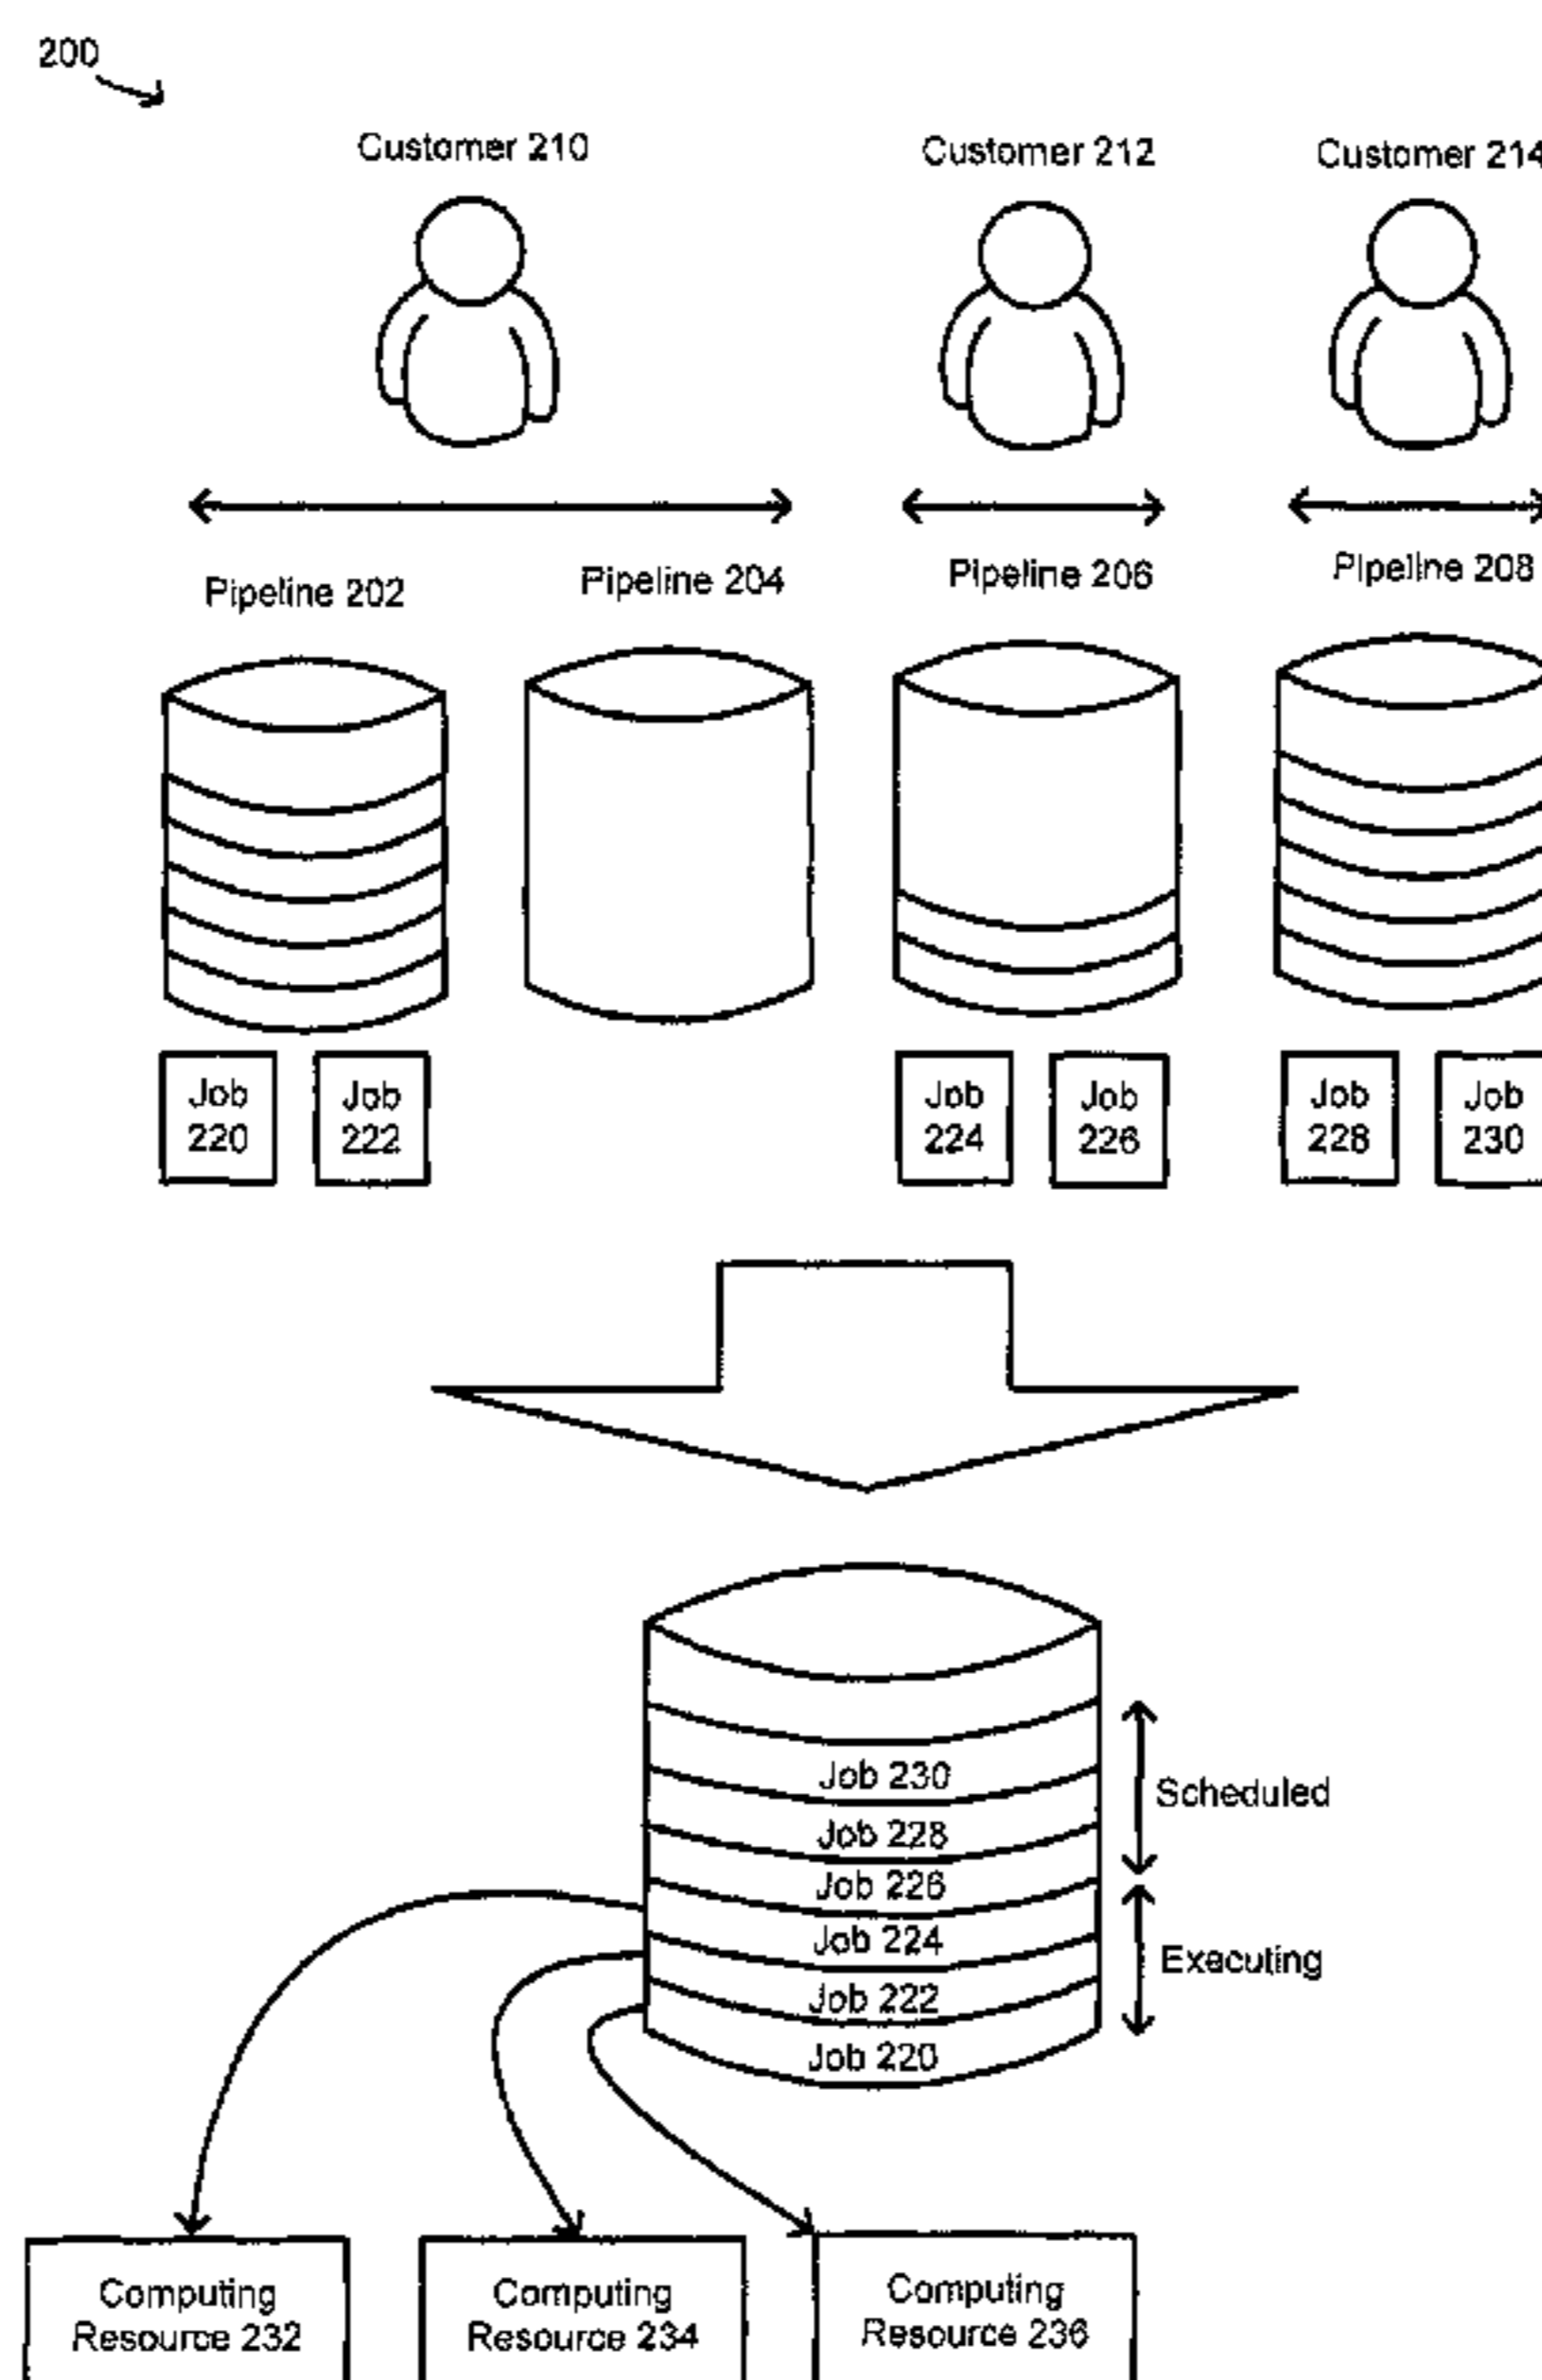 200
Customer 210
Customer 212
Customer 214
Pipeline 202
Pipeline 204
Pipeline 206
Pipeline 208
Job
220
Job
222
Job
224
Job
226
Job
228
Job
230
Job 230
Scheduled
Job 228
Job 226
Job 224
Executing
Job 222
Job 220
Computing
Resource 232
Computing
Resource 234
Computing
Resource 236